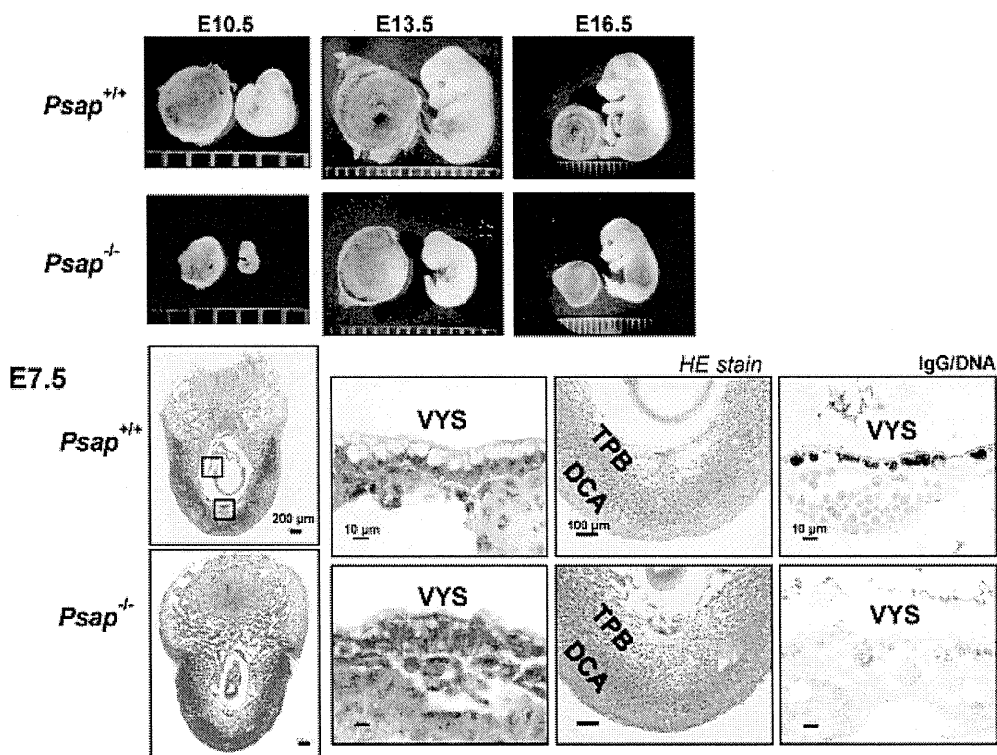 E10.5 E13.5 E16.5
Psap+/+
Psap-/-
E7.5
HE stain IgG/DNA
Psap+/+
VYS TPB DCA VYS
200 μm 10 μm 100 μm 10 μm
Psap-/-
VYS TPB DCA VYS